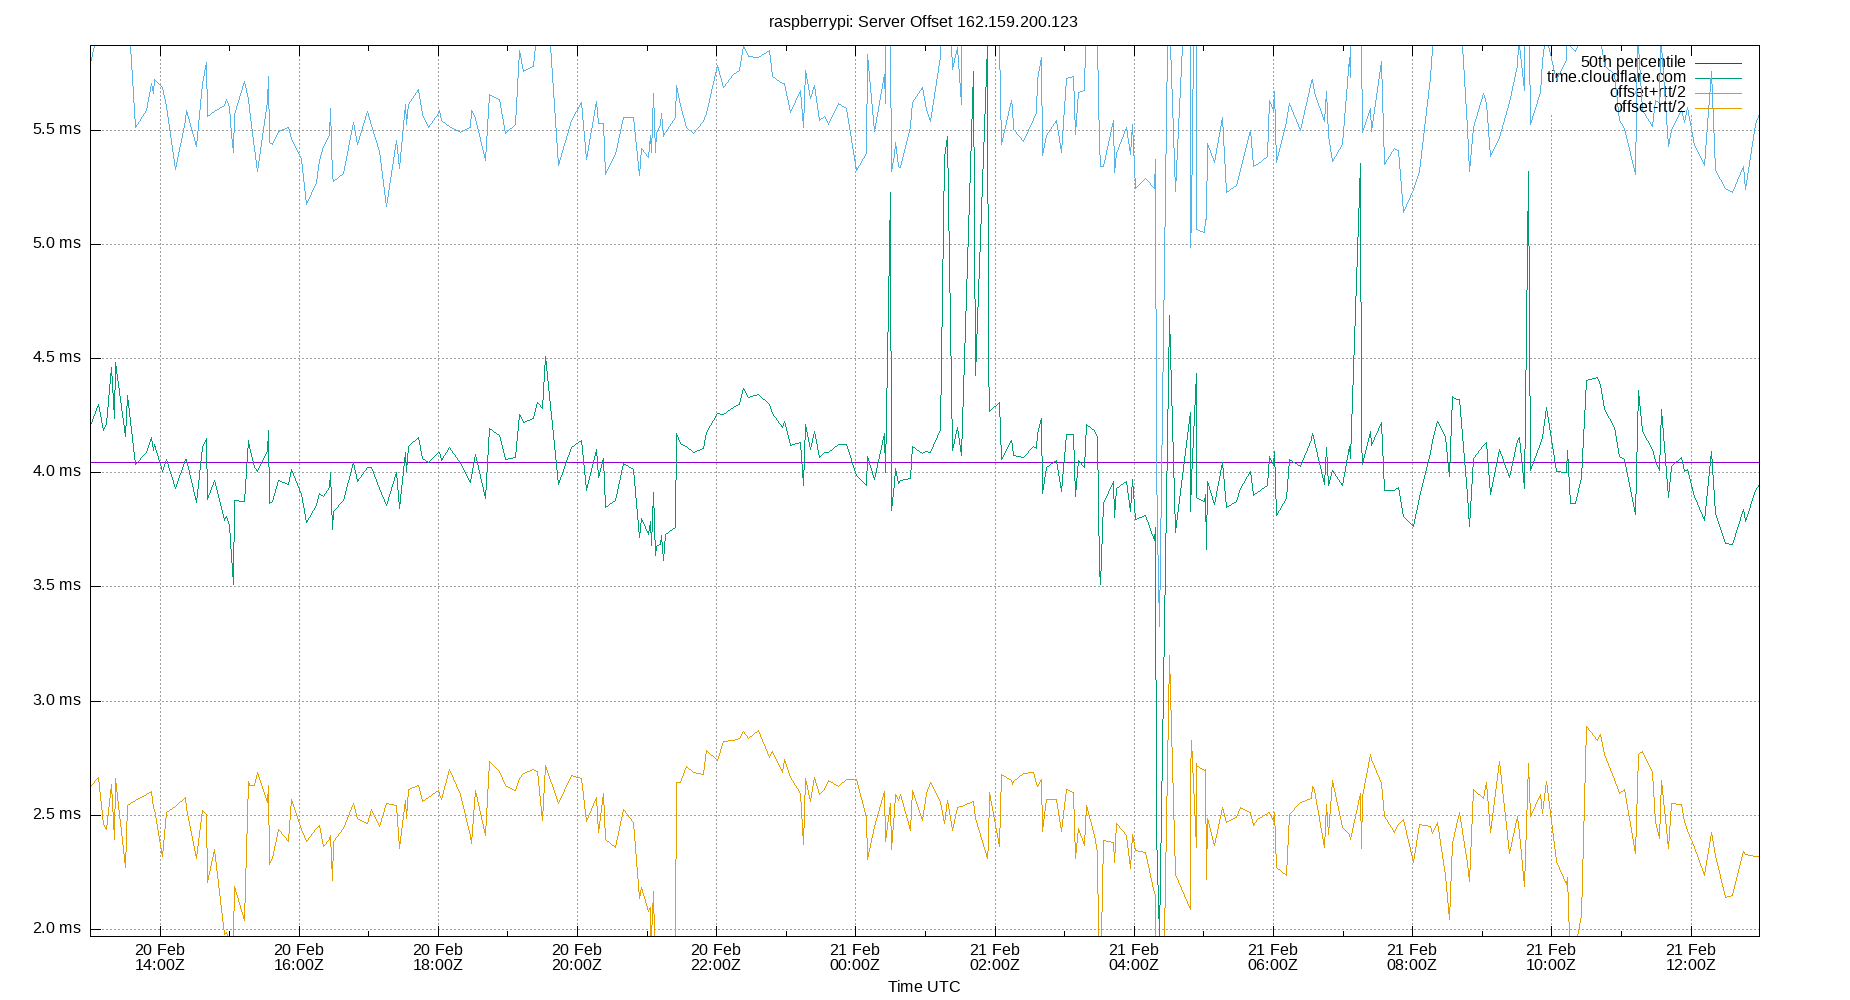 raspberrypi: Server Offset 162.159.200.123
50th percentile
time.cloudflare.com
offset+rtt/2
offset-rtt/2
5.5 ms
5.0 ms
4.5 ms
4.0 ms
3.5 ms
3.0 ms
2.5 ms
2.0 ms
20 Feb 20 Feb 20 Feb 20 Feb 20 Feb 21 Feb 21 Feb 21 Feb 21 Feb 21 Feb 21 Feb 21 Feb
14:00Z 16:00Z 18:00Z 20:00Z 22:00Z 00:00Z 02:00Z 04:00Z 06:00Z 08:00Z 10:00Z 12:00Z
Time UTC